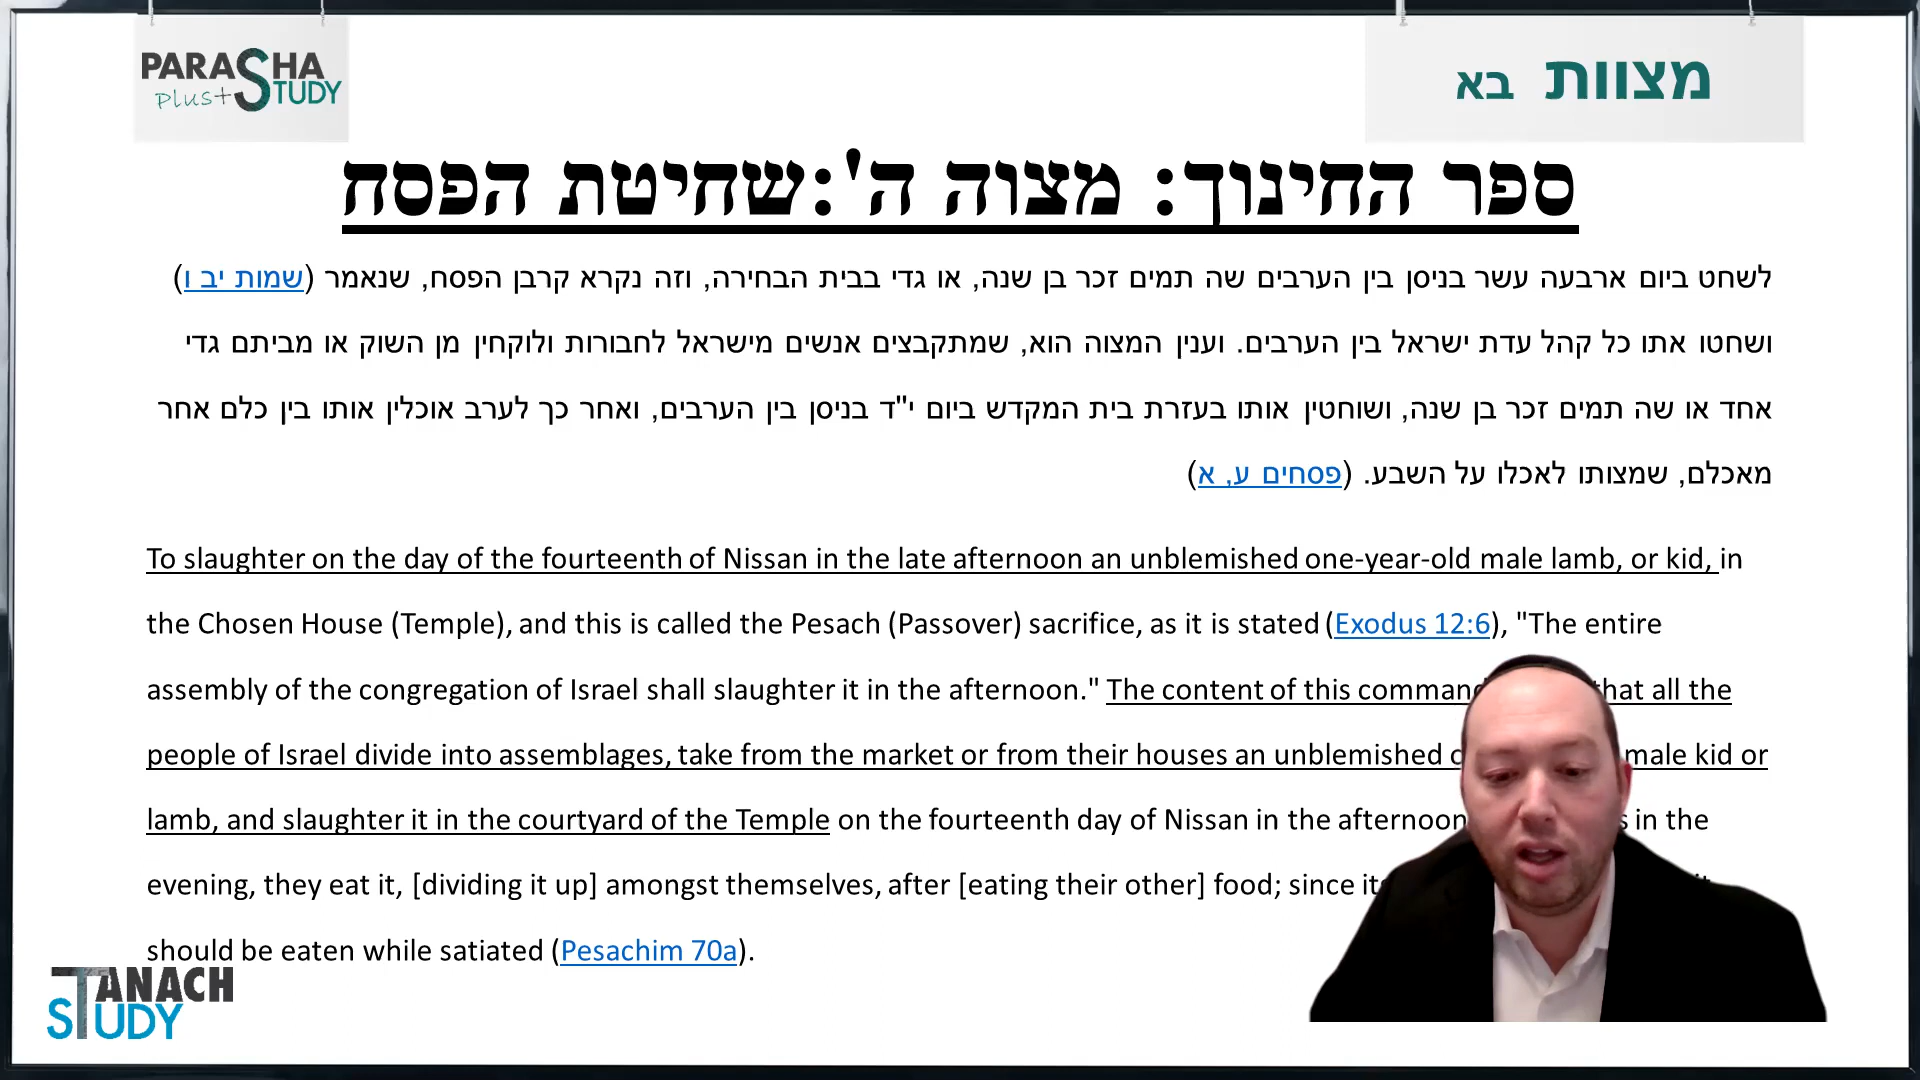 PARASHA
plus+ STUDY
מצוות בא
ספר החינוך: מצוה ה':שחיטת הפסח
לשחט ביום ארבעה עשר בניסן בין הערבים שה תמים זכר בן שנה, או גדי בבית הבחירה, וזה נקרא קרבן הפסח, שנאמר (שמות יב ו)
ושחטו אתו כל קהל עדת ישראל בין הערבים. וענין המצוה הוא, שמתקבצים אנשים מישראל לחבורות ולוקחין מן השוק או מביתם גדי
אחד או שה תמים זכר בן שנה, ושוחטין אותו בעזרת בית המקדש ביום י"ד בניסן בין הערבים, ואחר כך לערב אוכלין אותו בין כלם אחר
מאכלם, שמצותו לאכלו על השבע. (פסחים ע, א)
To slaughter on the day of the fourteenth of Nissan in the late afternoon an unblemished one-year-old male lamb, or kid, in
the Chosen House (Temple), and this is called the Pesach (Passover) sacrifice, as it is stated (Exodus 12:6), "The entire
assembly of the congregation of Israel shall slaughter it in the afternoon." The content of this that all the
people of Israel divide into assemblages, take from the market or from their houses an unblemished male kid or
lamb, and slaughter it in the courtyard of the Temple on the fourteenth day of Nissan in the afternoon in the
evening, they eat it, [dividing it up] amongst themselves, after [eating their other] food; since
should be eaten while satiated (Pesachim 70a).
TANACH
STUDY